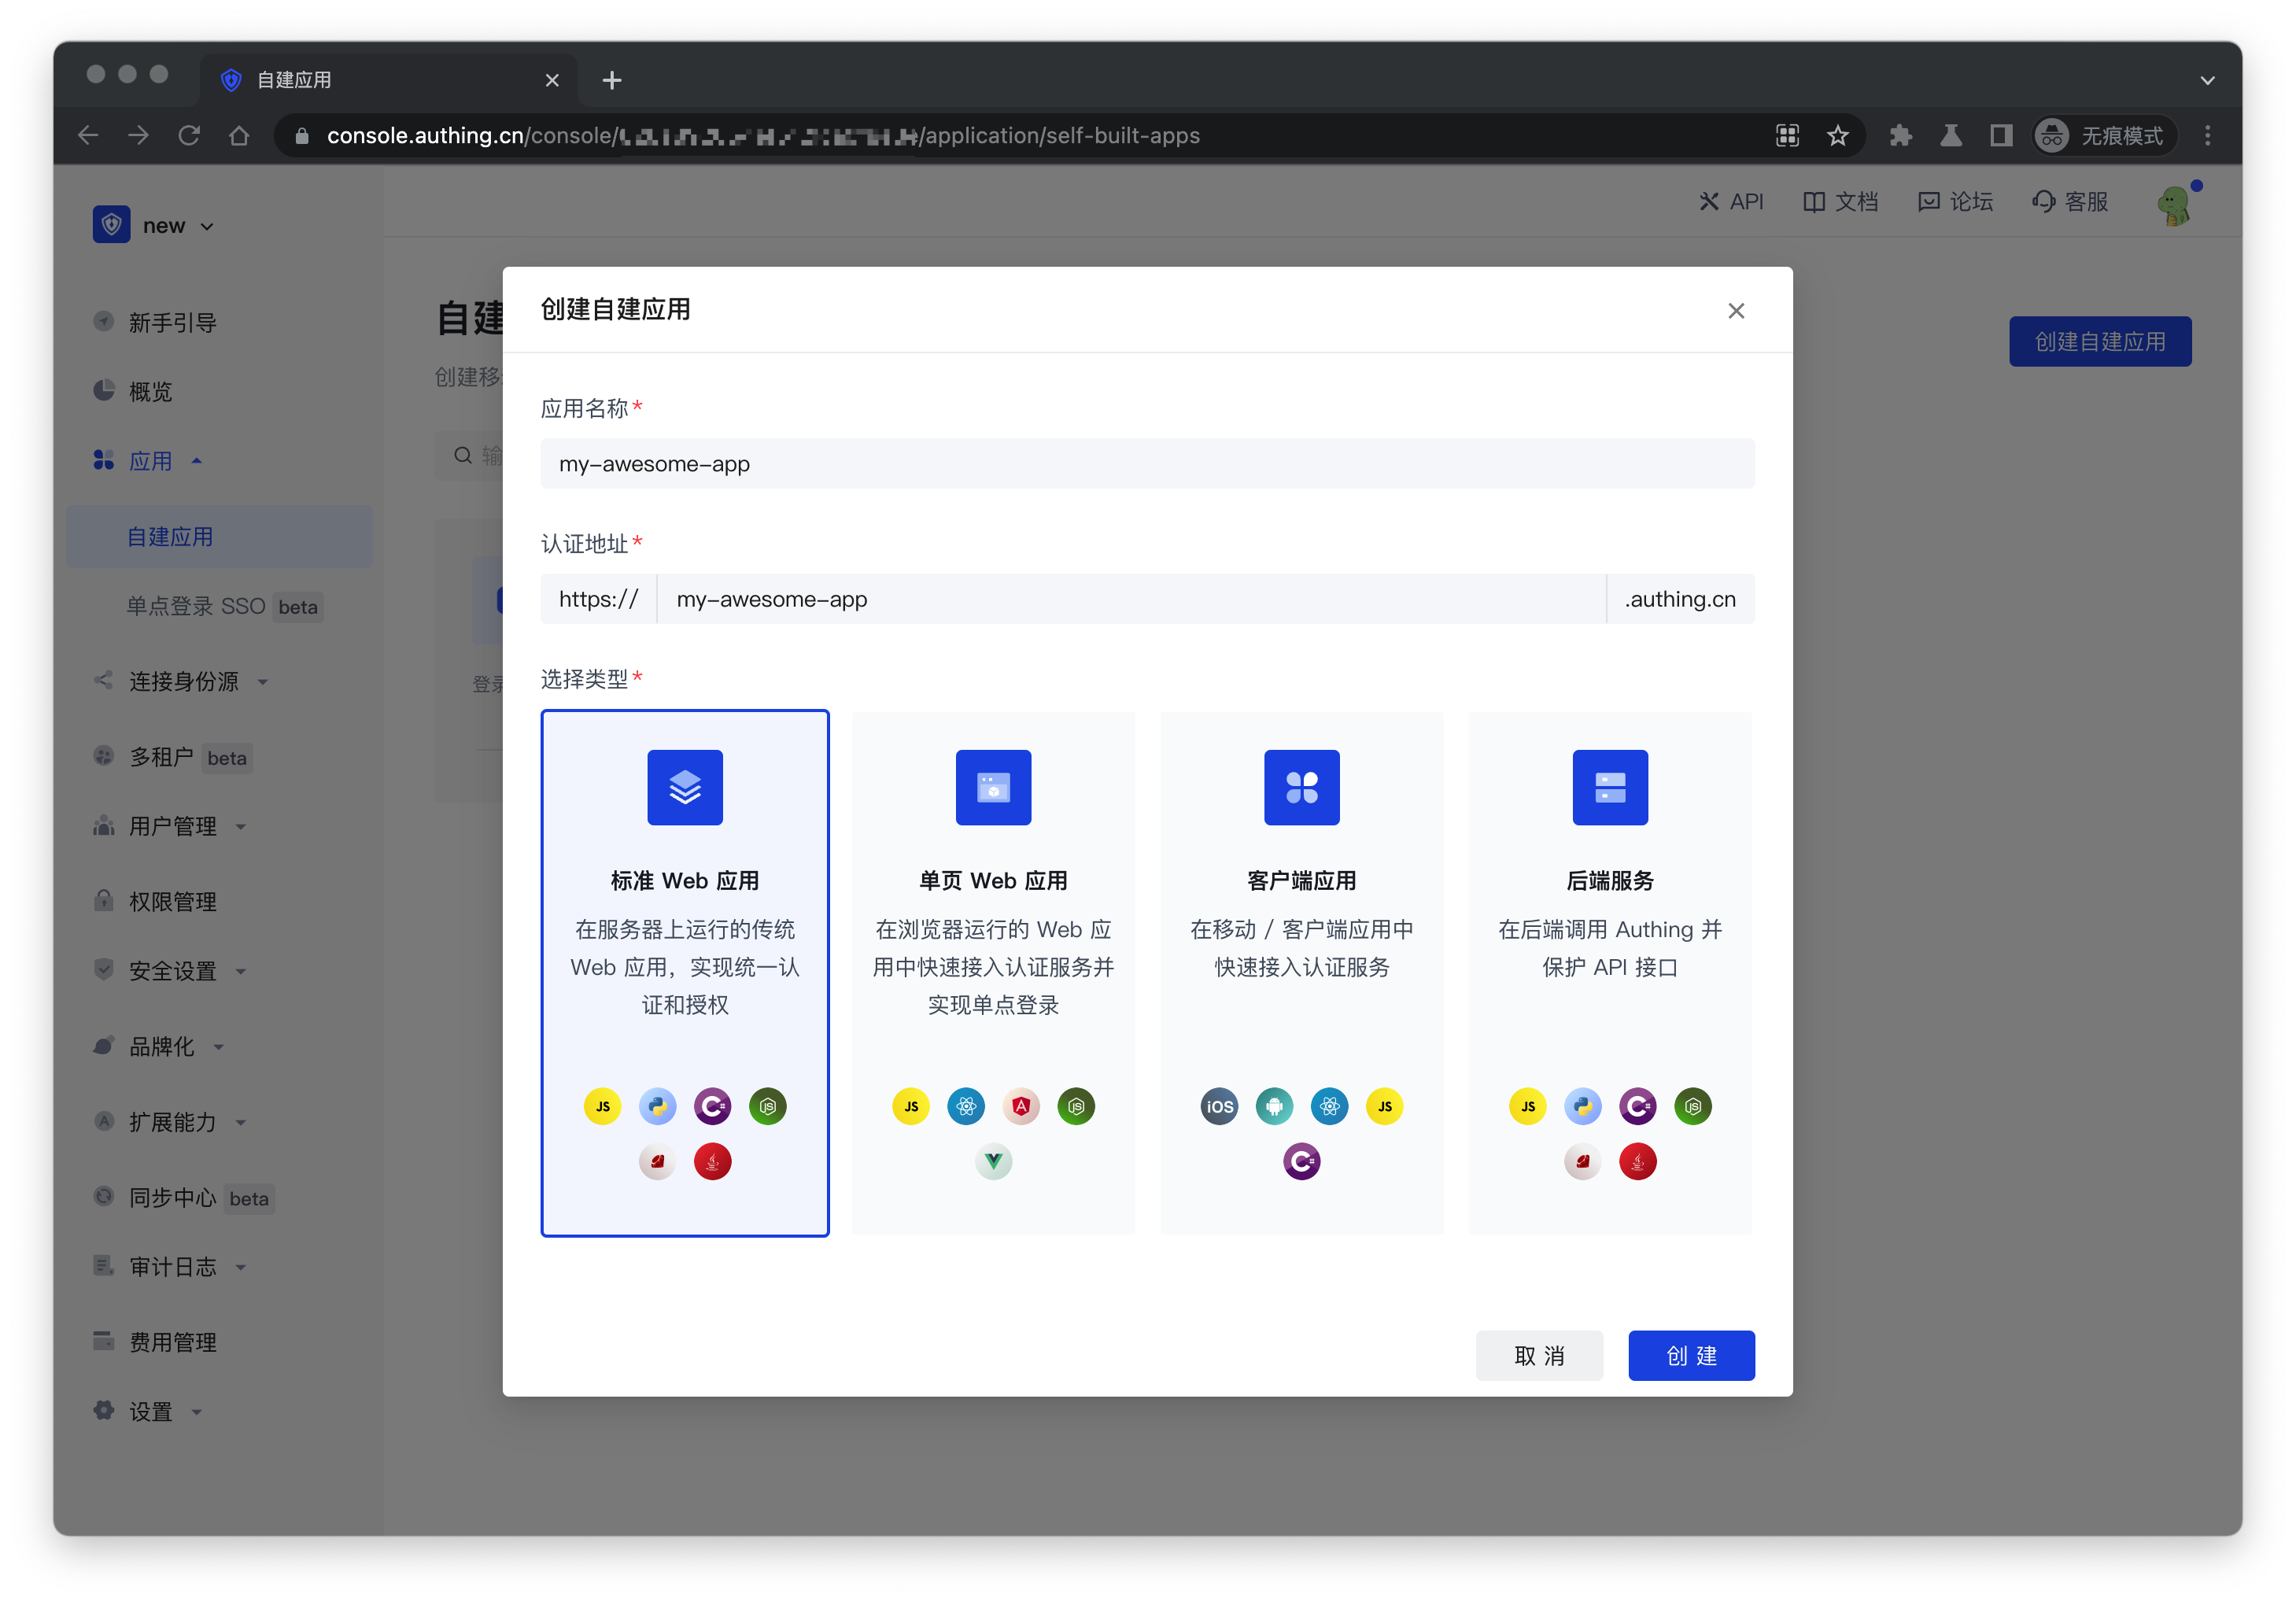 自建应用
console.authing.cn/console/
/application/self-built-apps
无痕模式
new
API
文档
论坛
客服
新手引导
概览
应用
自建应用
单点登录 SSO beta
连接身份源
多租户 beta
用户管理
权限管理
安全设置
品牌化
扩展能力
同步中心 beta
审计日志
费用管理
设置
自建
创建移
输
登录
创建自建应用
创建自建应用
应用名称*
my-awesome-app
认证地址*
https:// my-awesome-app .authing.cn
选择类型*
标准 Web 应用
在服务器上运行的传统
Web 应用，实现统一认
证和授权
JS
JS
单页 Web 应用
在浏览器运行的 Web 应
用中快速接入认证服务并
实现单点登录
JS
A
JS
客户端应用
在移动 / 客户端应用中
快速接入认证服务
iOS
JS
C#
后端服务
在后端调用 Authing 并
保护 API 接口
JS
C#
JS
取 消
创 建